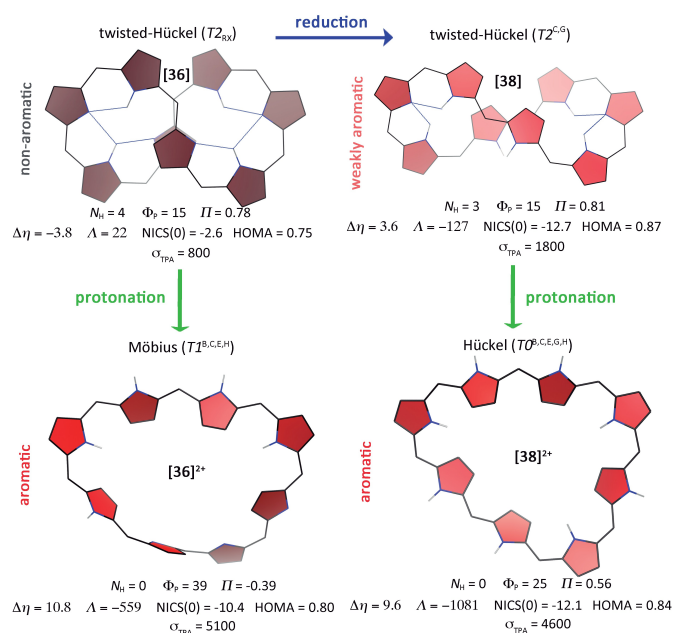 reduction
twisted-Hückel (T2RX)
twisted-Hückel (T2C,G)
non-aromatic
[36]
weakly aromatic
[38]
NH = 4 ΦP = 15 Π = 0.78
Δη = −3.8 Λ = 22 NICS(0) = -2.6 HOMA = 0.75
σTPA = 800
NH = 3 ΦP = 15 Π = 0.81
Δη = 3.6 Λ = −127 NICS(0) = -12.7 HOMA = 0.87
σTPA = 1800
protonation
protonation
Möbius (T1B,C,E,H)
Hückel (T0B,C,E,G,H)
aromatic
[36]2+
aromatic
[38]2+
NH = 0 ΦP = 39 Π = -0.39
Δη = 10.8 Λ = −559 NICS(0) = -10.4 HOMA = 0.80
σTPA = 5100
NH = 0 ΦP = 25 Π = 0.56
Δη = 9.6 Λ = −1081 NICS(0) = -12.1 HOMA = 0.84
σTPA = 4600